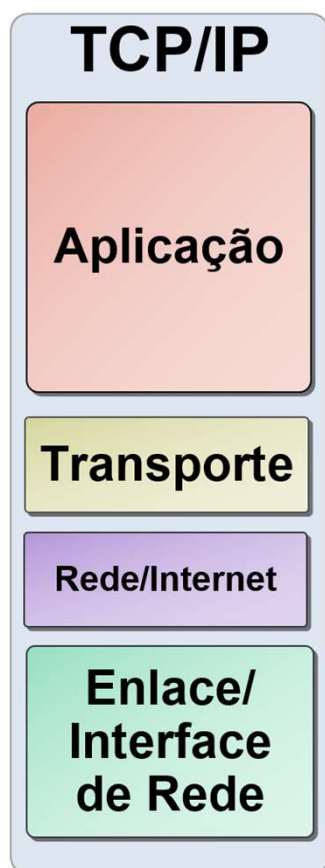 TCP/IP
Aplicação
Transporte
Rede/Internet
Enlace/
Interface
de Rede